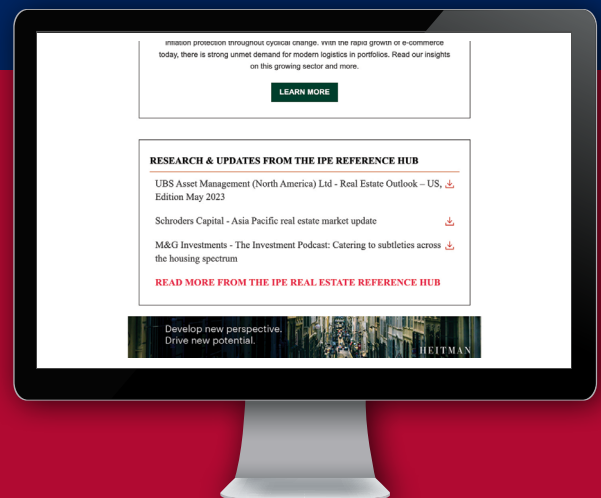 inflation protection throughout cyclical change. With the rapid growth of e-commerce
today, there is strong unmet demand for modern logistics in portfolios. Read our insights
on this growing sector and more.
LEARN MORE
RESEARCH & UPDATES FROM THE IPE REFERENCE HUB
UBS Asset Management (North America) Ltd - Real Estate Outlook – US,
Edition May 2023
Schroders Capital - Asia Pacific real estate market update
M&G Investments - The Investment Podcast: Catering to subtleties across
the housing spectrum
READ MORE FROM THE IPE REAL ESTATE REFERENCE HUB
Develop new perspective.
Drive new potential.
HEITMAN